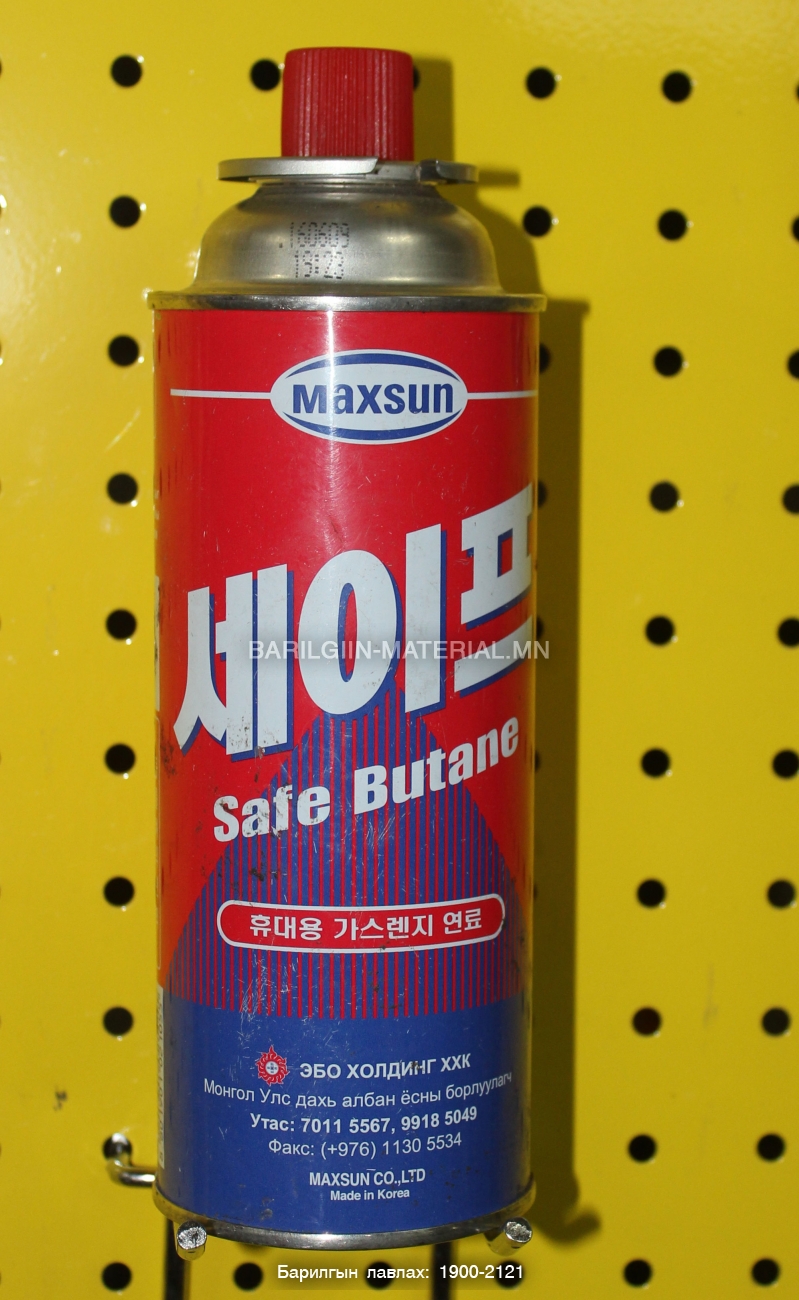 160609
19:23
Maxsun
세이프
BARILGIIN-MATERIAL.MN
Safe Butane
휴대용 가스렌지 연료
ЭБО ХОЛДИНГ ХХК
Монгол Улс дахь албан ёсны борлуулагч
Утас: 7011 5567, 9918 5049
Факс: (+976) 1130 5534
MAXSUN CO.,LTD
Made in Korea
Барилгын лавлах: 1900-2121